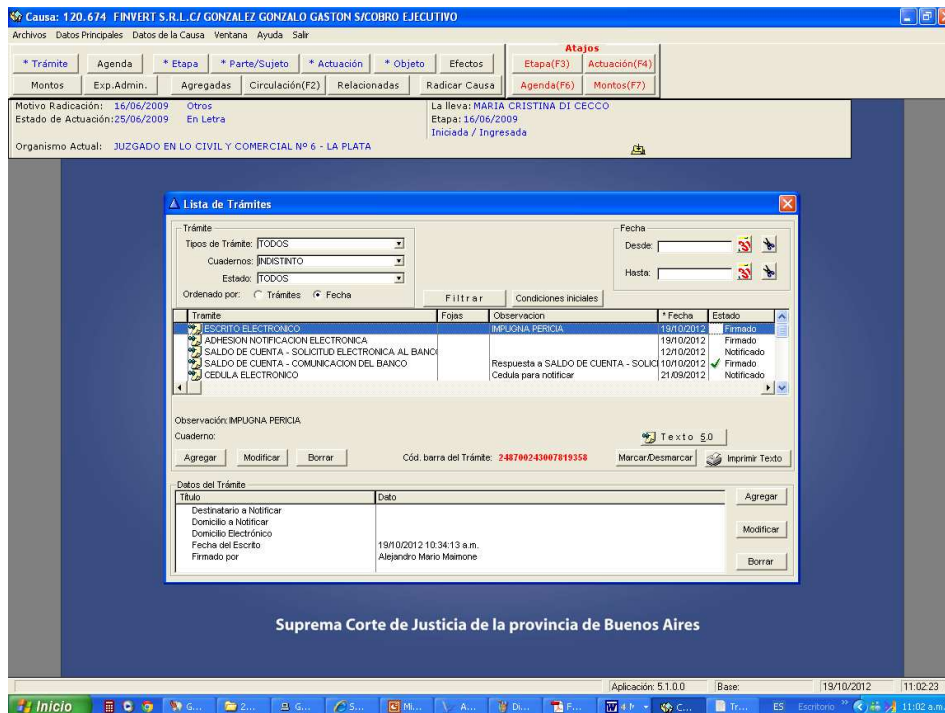 Causa: 120.674 FINVERT S.R.L.C/ GONZALEZ GONZALO GASTON S/COBRO EJECUTIVO
Archivos Datos Principales Datos de la Causa Ventana Ayuda Salir
Atajos
* Trámite Agenda * Etapa * Parte/Sujeto * Actuación * Objeto Efectos Etapa(F3) Actuación(F4)
Montos Exp.Admin. Agregadas Circulación(F2) Relacionadas Radicar Causa Agenda(F6) Montos(F7)
Motivo Radicación: 16/06/2009 Otros La lleva: MARIA CRISTINA DI CECCO
Estado de Actuación:25/06/2009 En Letra Etapa: 16/06/2009
Iniciada / Ingresada
Organismo Actual: JUZGADO EN LO CIVIL Y COMERCIAL Nº 6 - LA PLATA
Lista de Trámites
Trámite Fecha
Tipos de Trámite: TODOS Desde:
Cuadernos: INDISTINTO
Estado: TODOS Hasta:
Ordenado por: Trámites Fecha Filtrar Condiciones iniciales
Tramite Fojas Observacion * Fecha Estado
ESCRITO ELECTRONICO IMPUGNA PERICIA 19/10/2012 Firmado
ADHESION NOTIFICACION ELECTRONICA 19/10/2012 Firmado
SALDO DE CUENTA - SOLICITUD ELECTRONICA AL BANC 12/10/2012 Notificado
SALDO DE CUENTA - COMUNICACION DEL BANCO Respuesta a SALDO DE CUENTA - SOLIC 10/10/2012 Firmado
CEDULA ELECTRONICO Cedula para notificar 21/09/2012 Notificado
Observación: IMPUGNA PERICIA
Cuaderno: Texto 5.0
Agregar Modificar Borrar Cód. barra del Trámite: 248700243007819358 Marcar/Desmarcar Imprimir Texto
Datos del Trámite
Título Dato Agregar
Destinatario a Notificar
Domicilio a Notificar
Domicilio Electrónico Modificar
Fecha del Escrito 19/10/2012 10:34:13 a.m.
Firmado por Alejandro Mario Maimone
Borrar
Suprema Corte de Justicia de la provincia de Buenos Aires
Aplicación: 5.1.0.0 Base: 19/10/2012 11:02:23
Inicio G... 2... G... S... Mi... A... Di... F... 4 C... Tr... ES Escritorio 11:02 a.m.